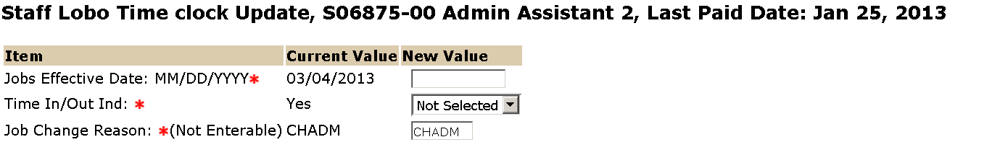 Staff Lobo Time clock Update, S06875-00 Admin Assistant 2, Last Paid Date: Jan 25, 2013
Item Current Value New Value
Jobs Effective Date: MM/DD/YYYY* 03/04/2013
Time In/Out Ind: * Yes Not Selected
Job Change Reason: *(Not Enterable) CHADM CHADM